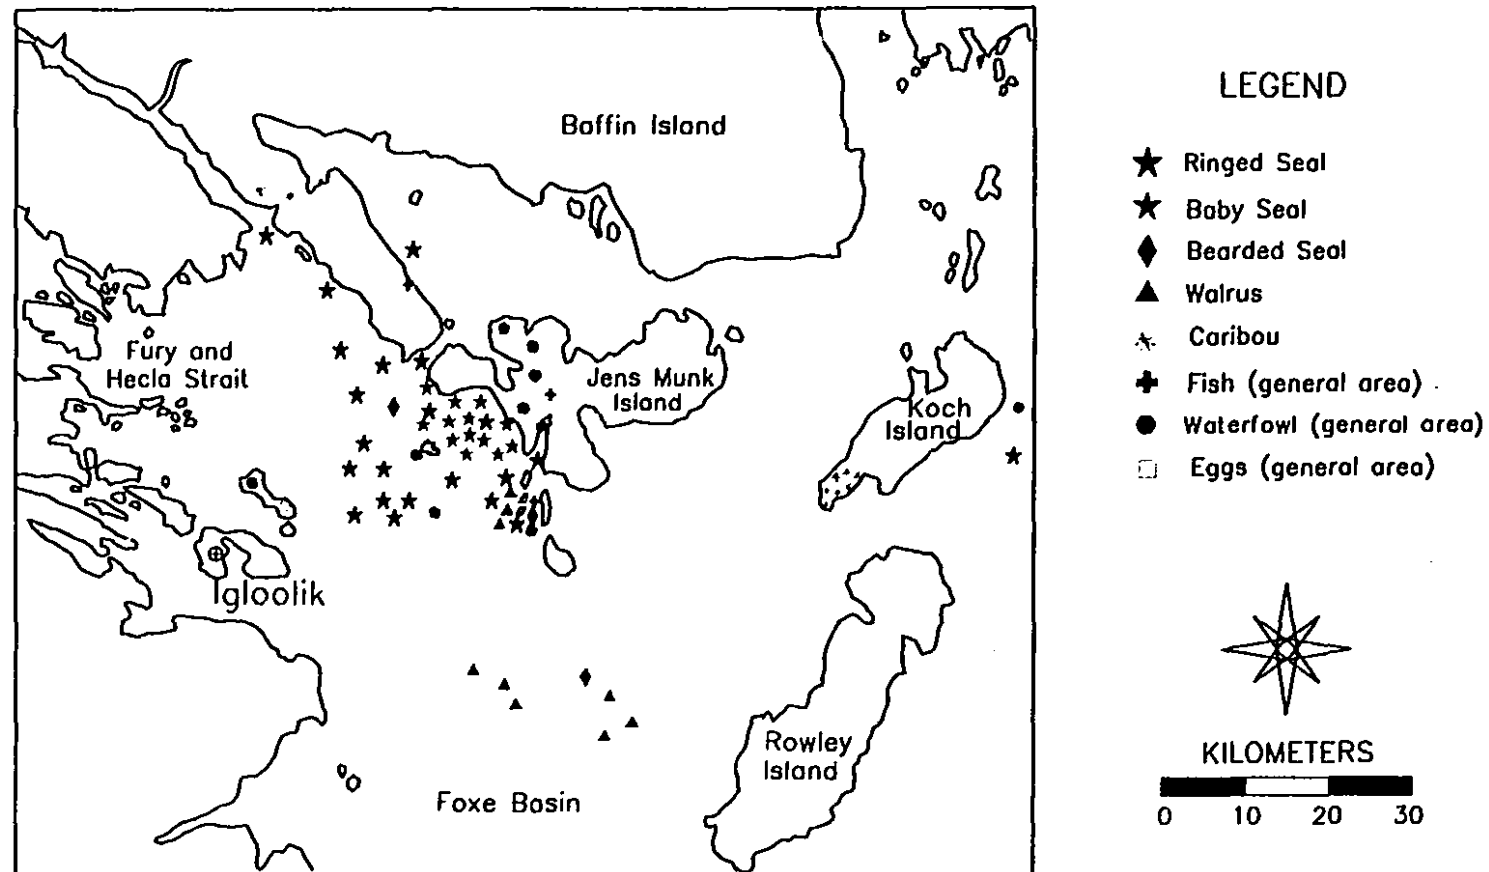 Baffin Island
Fury and
Hecla Strait
Jens Munk
Island
Koch
Island
Igloolik
Rowley
Island
Foxe Basin
LEGEND
Ringed Seal
Baby Seal
Bearded Seal
Walrus
Caribou
Fish (general area)
Waterfowl (general area)
Eggs (general area)
KILOMETERS
0 10 20 30